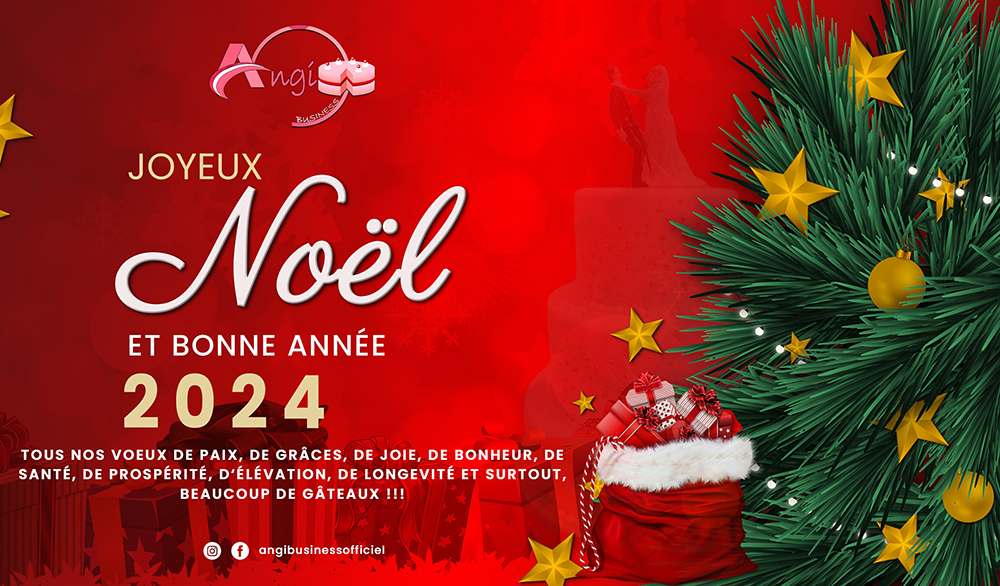 Angi
BUSINESS
JOYEUX
Noël
ET BONNE ANNÉE
2024
TOUS NOS VOEUX DE PAIX, DE GRÂCES, DE JOIE, DE BONHEUR, DE
SANTÉ, DE PROSPÉRITÉ, D'ÉLÉVATION, DE LONGEVITÉ ET SURTOUT,
BEAUCOUP DE GÂTEAUX !!!
angibusinessofficiel